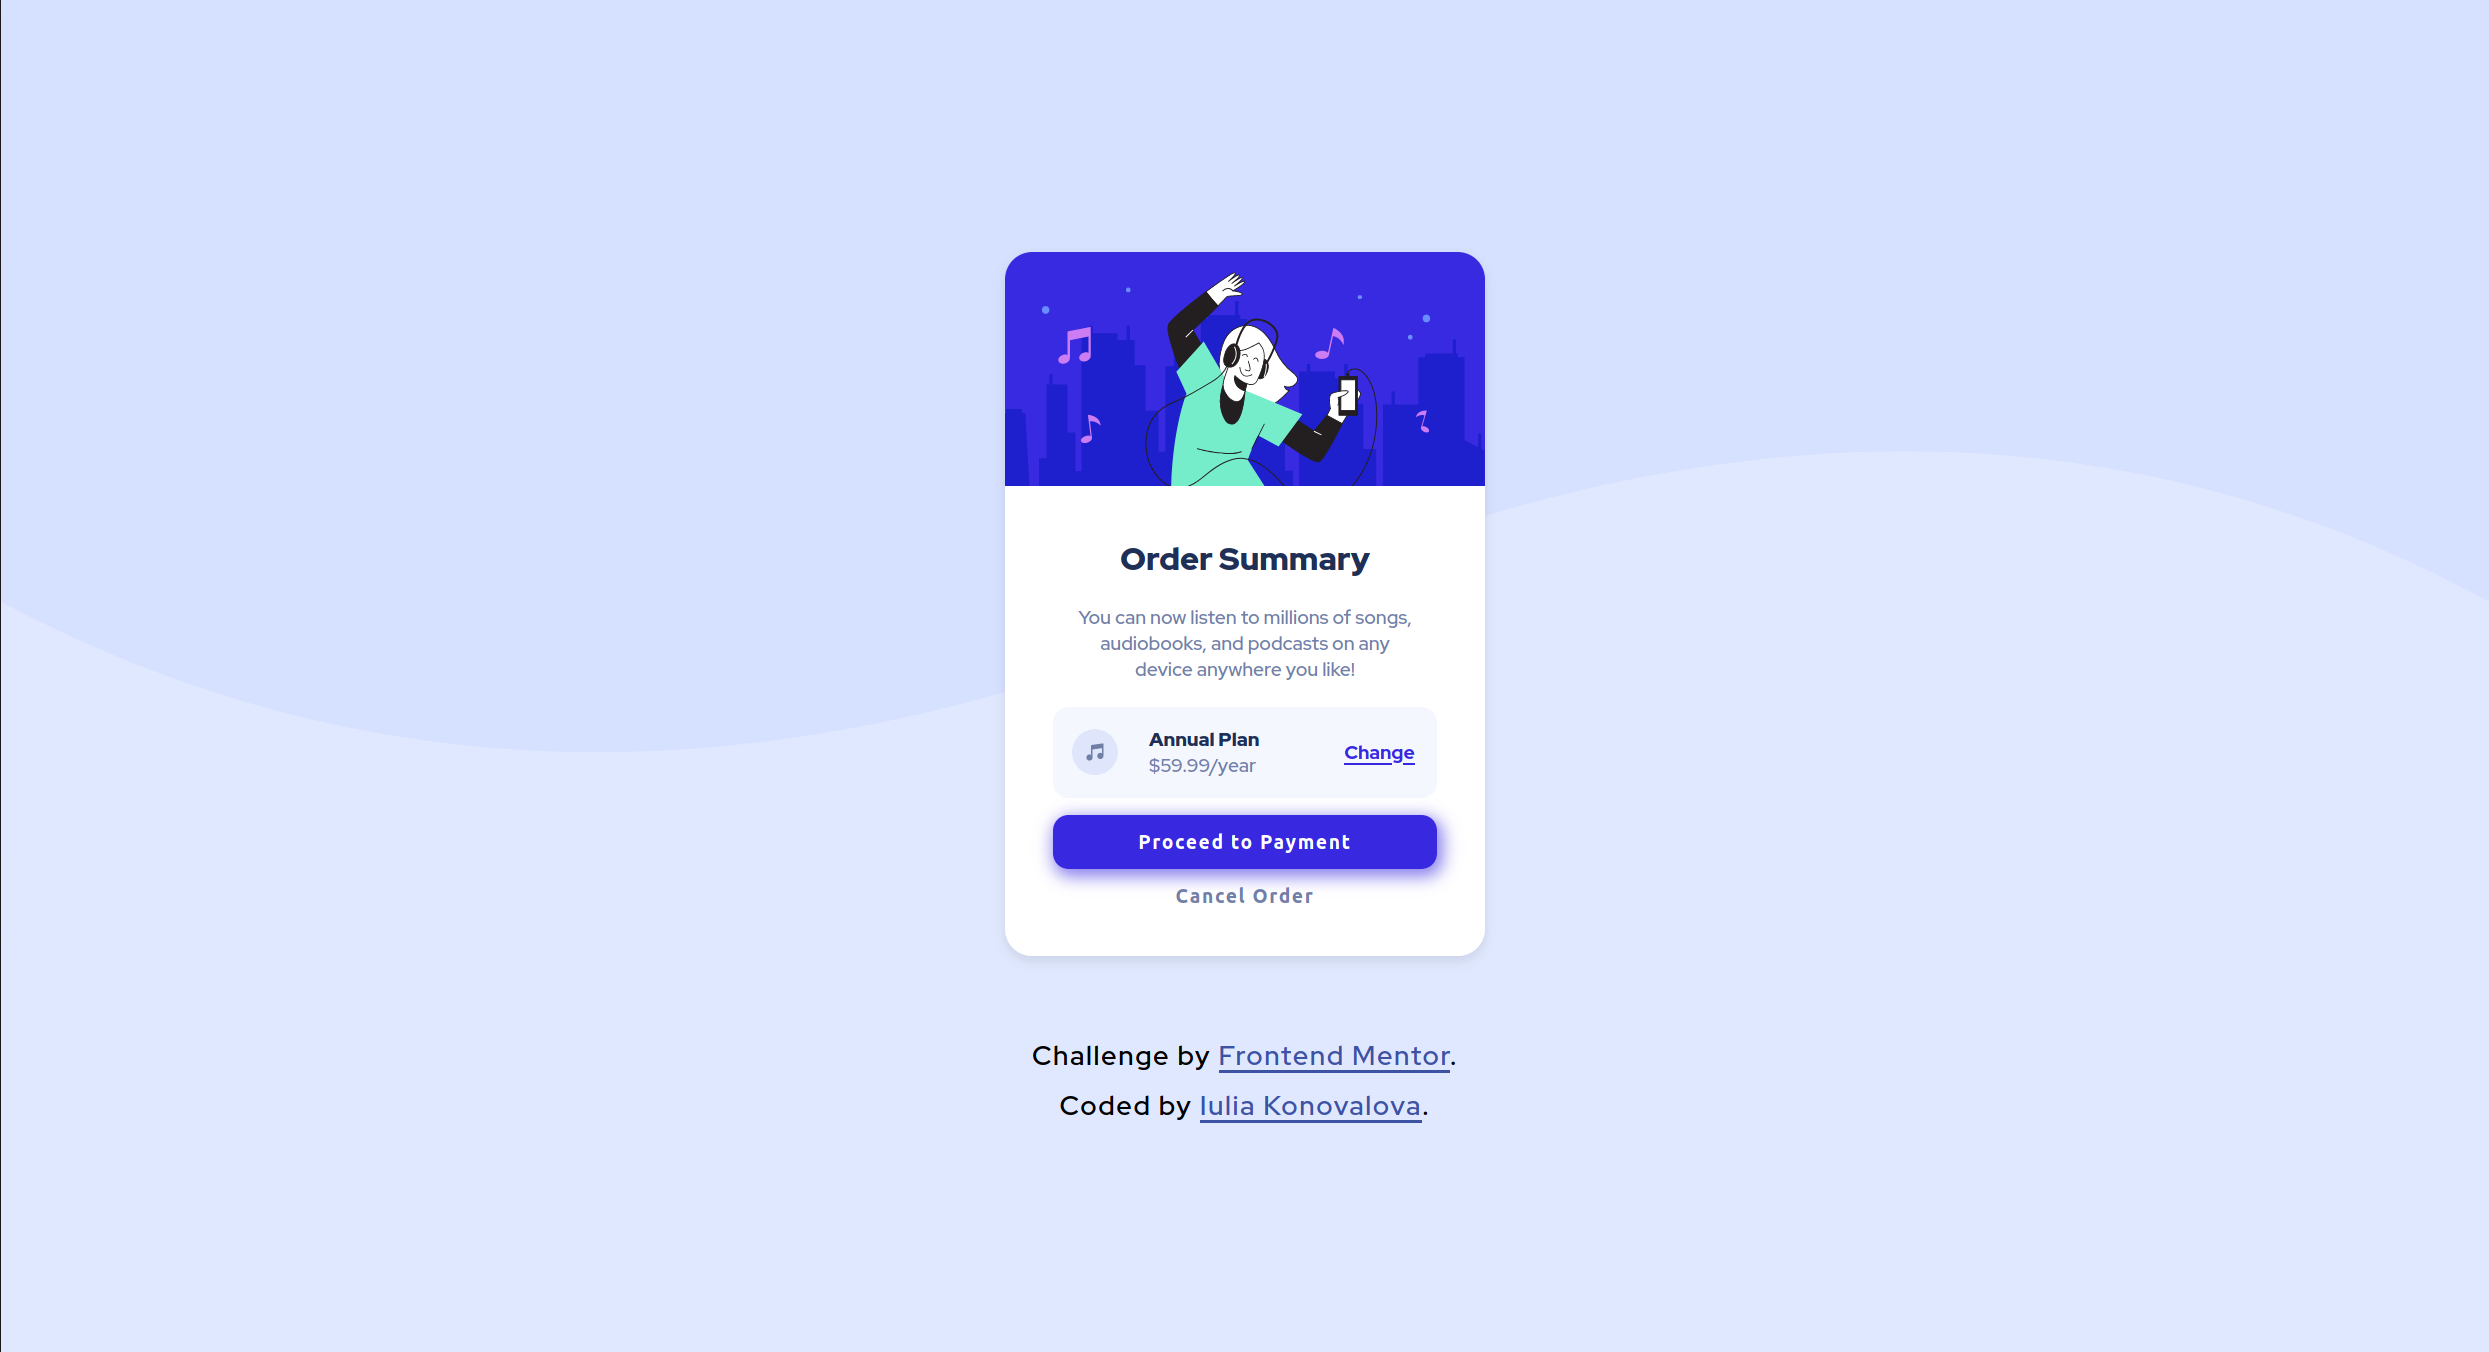 Order Summary
You can now listen to millions of songs,
audiobooks, and podcasts on any
device anywhere you like!
Annual Plan
$59.99/year
Change
Proceed to Payment
Cancel Order
Challenge by Frontend Mentor.
Coded by Iulia Konovalova.